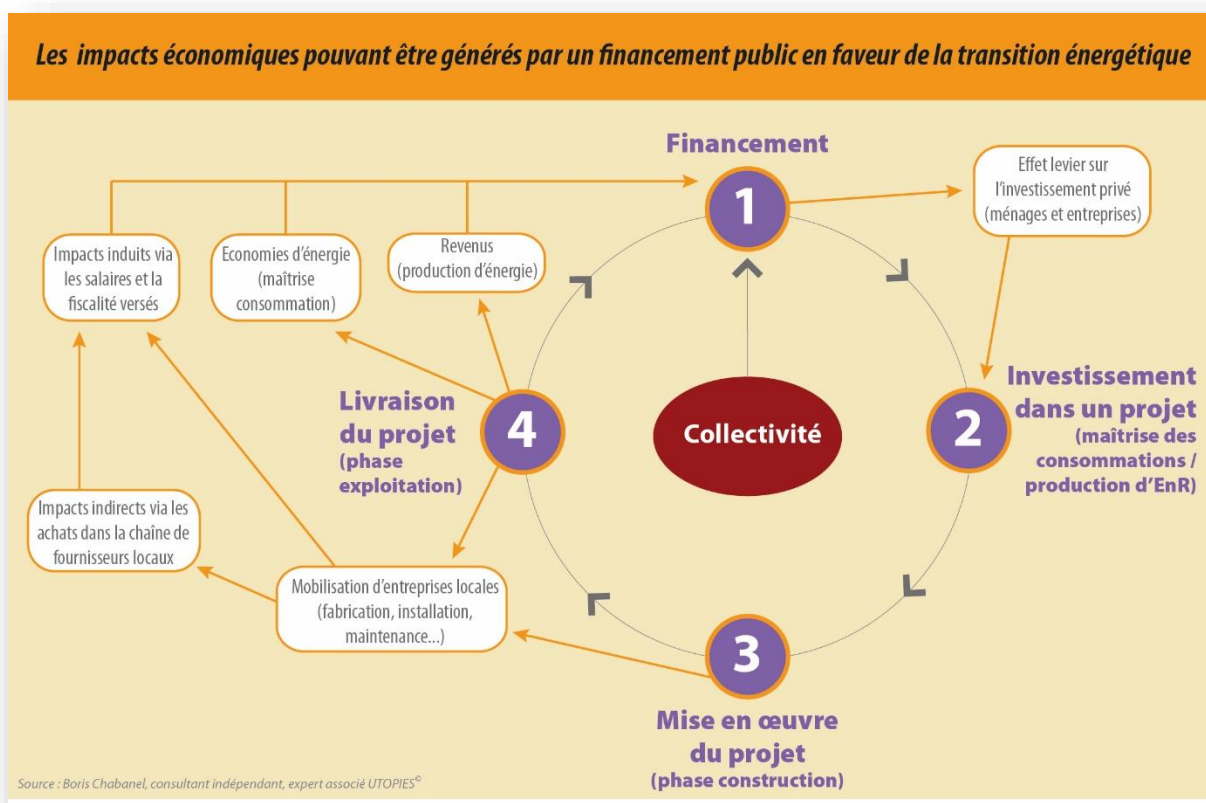 Les impacts économiques pouvant être générés par un financement public en faveur de la transition énergétique
Financement
1
Effet levier sur
l'investissement privé
(ménages et entreprises)
Impacts induits via
les salaires et la
fiscalité versés
Economies d'énergie
(maîtrise
consommation)
Revenus
(production d'énergie)
Livraison
du projet
(phase
exploitation)
4
Collectivité
2
Investissement
dans un projet
(maîtrise des
consommations /
production d'EnR)
Impacts indirects via les
achats dans la chaîne de
fournisseurs locaux
Mobilisation d'entreprises locales
(fabrication, installation,
maintenance...)
3
Mise en œuvre
du projet
(phase construction)
Source : Boris Chabanel, consultant indépendant, expert associé UTOPIES©